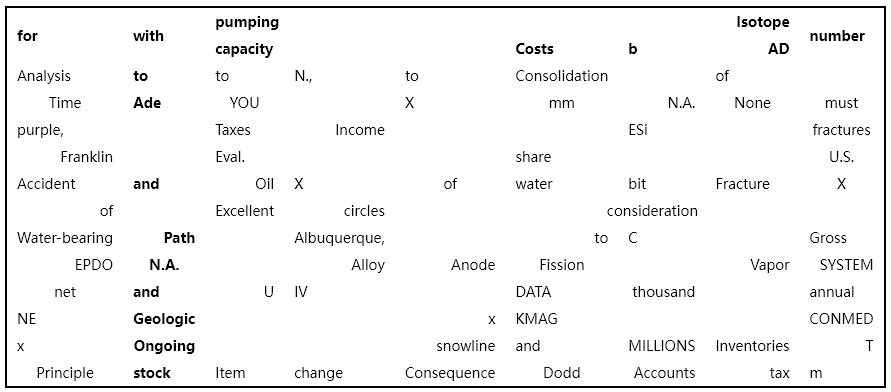 for with pumping capacity Costs b Isotope AD number
Analysis to to N., to Consolidation of
Time Ade YOU X mm N.A. None must
purple, Taxes Income ESi fractures
Franklin Eval. share U.S.
Accident and Oil X of water bit Fracture X
of Excellent circles consideration
Water-bearing Path Albuquerque, to C Gross
EPDO N.A. Alloy Anode Fission Vapor SYSTEM
net and U IV DATA thousand annual
NE Geologic x KMAG CONMED
x Ongoing snowline and MILLIONS Inventories T
Principle stock Item change Consequence Dodd Accounts tax m